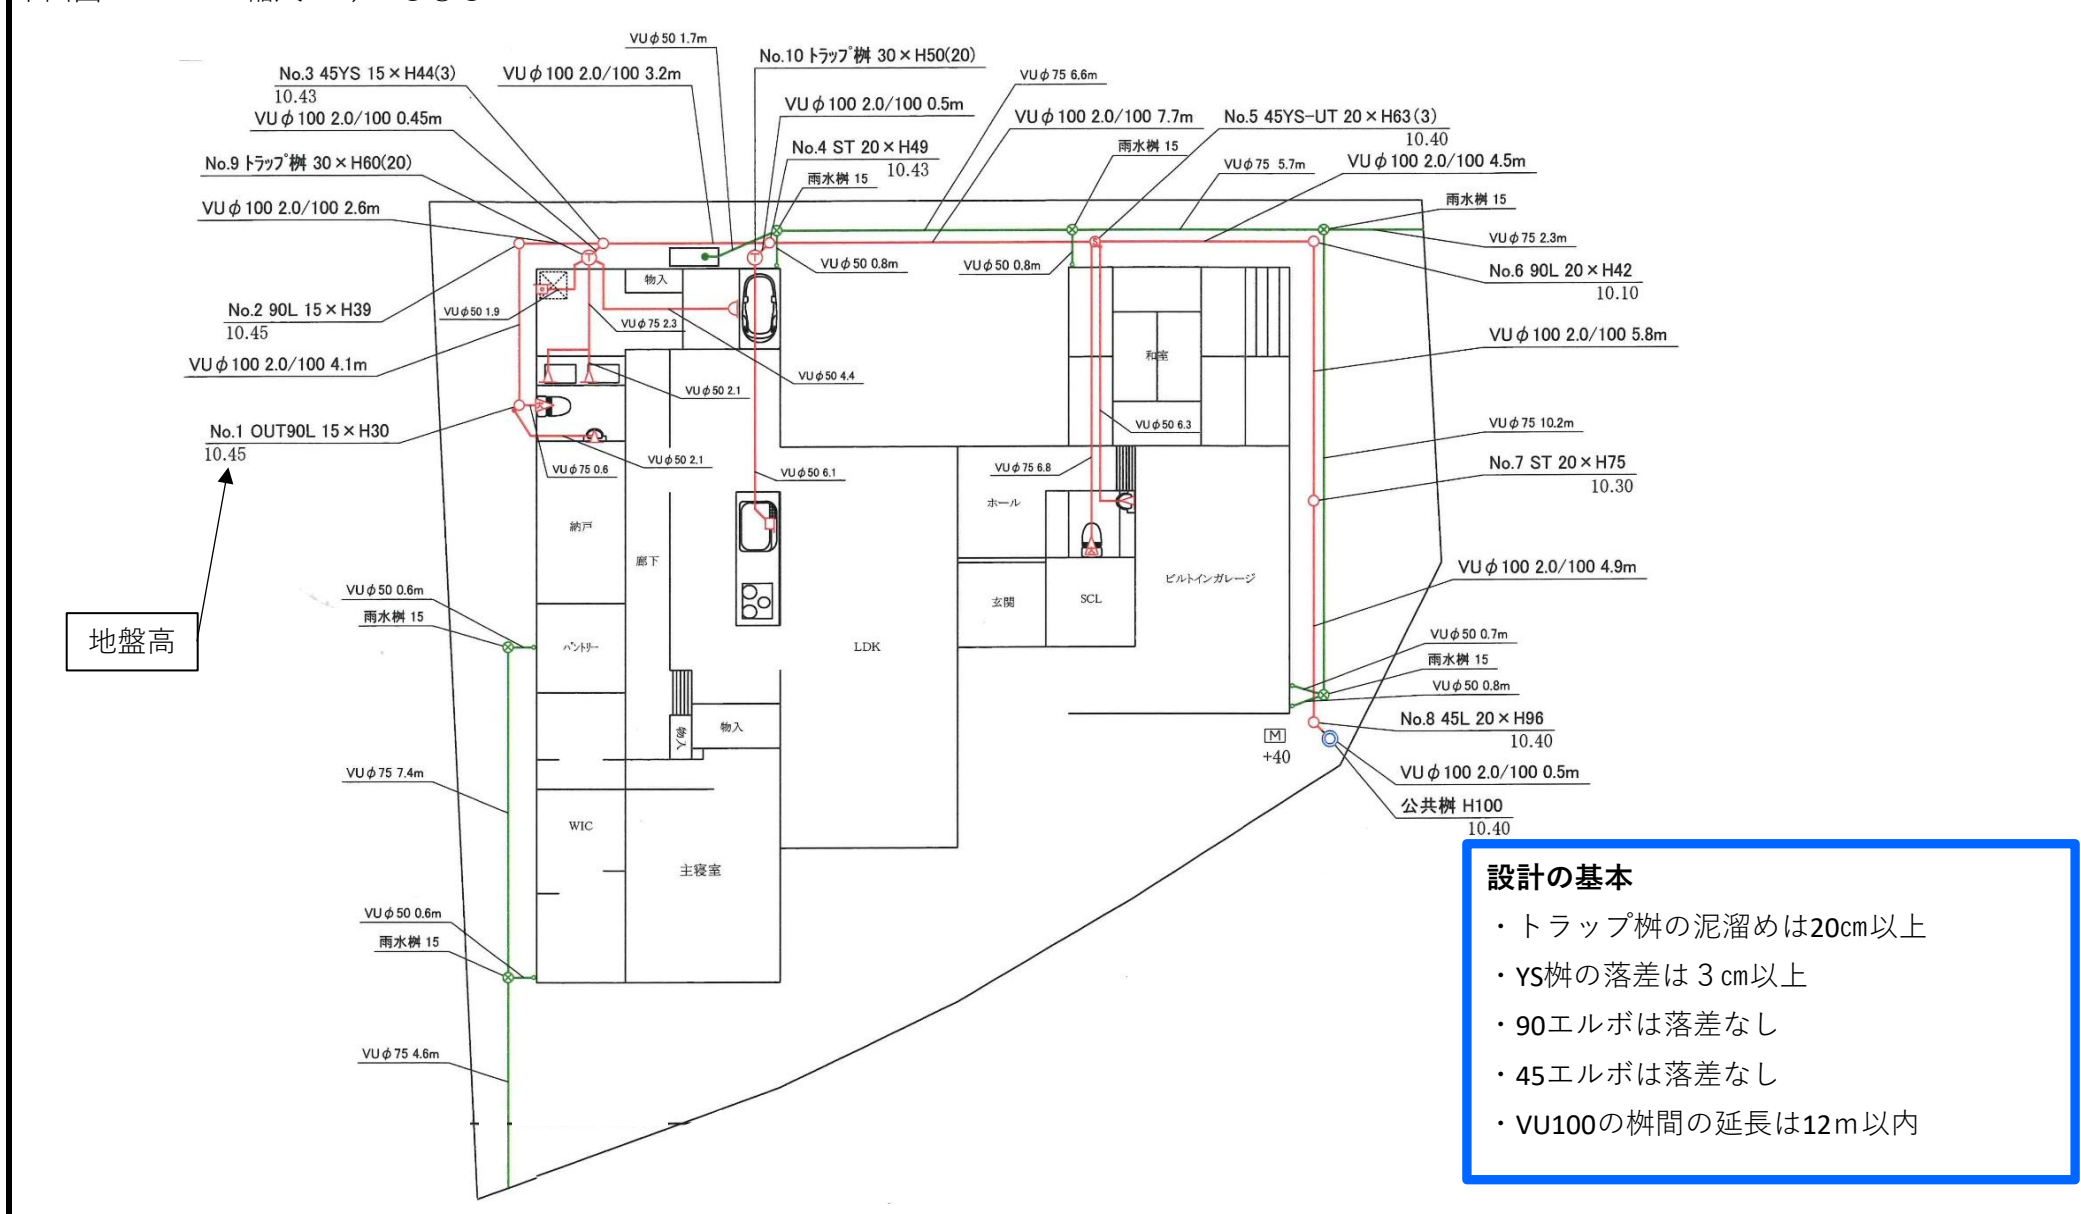 VUφ50 1.7m
No.10 トラップ桝 30×H50(20)
No.3 45YS 15×H44(3)
10.43
VUφ100 2.0/100 3.2m
VUφ75 6.6m
VUφ100 2.0/100 0.45m
VUφ100 2.0/100 0.5m
VUφ100 2.0/100 7.7m
No.5 45YS-UT 20×H63(3)
10.40
No.9 トラップ桝 30×H60(20)
No.4 ST 20×H49
10.43
雨水桝 15
VUφ75 5.7m
VUφ100 2.0/100 4.5m
雨水桝 15
雨水桝 15
VUφ100 2.0/100 2.6m
VUφ75 2.3m
VUφ50 0.8m
VUφ50 0.8m
No.6 90L 20×H42
10.10
物入
No.2 90L 15×H39
10.45
VUφ50 1.9
VUφ75 2.3
VUφ100 2.0/100 5.8m
和室
VUφ100 2.0/100 4.1m
VUφ50 4.4
VUφ50 2.1
No.1 OUT90L 15×H30
10.45
VUφ50 6.3
VUφ75 10.2m
VUφ50 2.1
VUφ75 0.6
VUφ50 6.1
VUφ75 6.8
No.7 ST 20×H75
10.30
ホール
納戸
廊下
VUφ100 2.0/100 4.9m
ビルトインガレージ
VUφ50 0.6m
雨水桝 15
玄関
SCL
地盤高
パントリー
LDK
VUφ50 0.7m
雨水桝 15
VUφ50 0.8m
No.8 45L 20×H96
10.40
物入
物入
M
+40
VUφ75 7.4m
VUφ100 2.0/100 0.5m
公共桝 H100
10.40
WIC
主寝室
VUφ50 0.6m
雨水桝 15
VUφ75 4.6m
設計の基本
・トラップ桝の泥溜めは20㎝以上
・YS桝の落差は３㎝以上
・90エルボは落差なし
・45エルボは落差なし
・VU100の桝間の延長は12ｍ以内